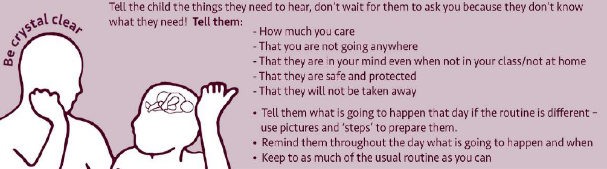 Be crystal clear
Tell the child the things they need to hear, don't wait for them to ask you because they don't know
what they need! Tell them:
- How much you care
- That you are not going anywhere
- That they are in your mind even when not in your class/not at home
- That they are safe and protected
- That they will not be taken away
• Tell them what is going to happen that day if the routine is different –
use pictures and 'steps' to prepare them.
• Remind them throughout the day what is going to happen and when
• Keep to as much of the usual routine as you can